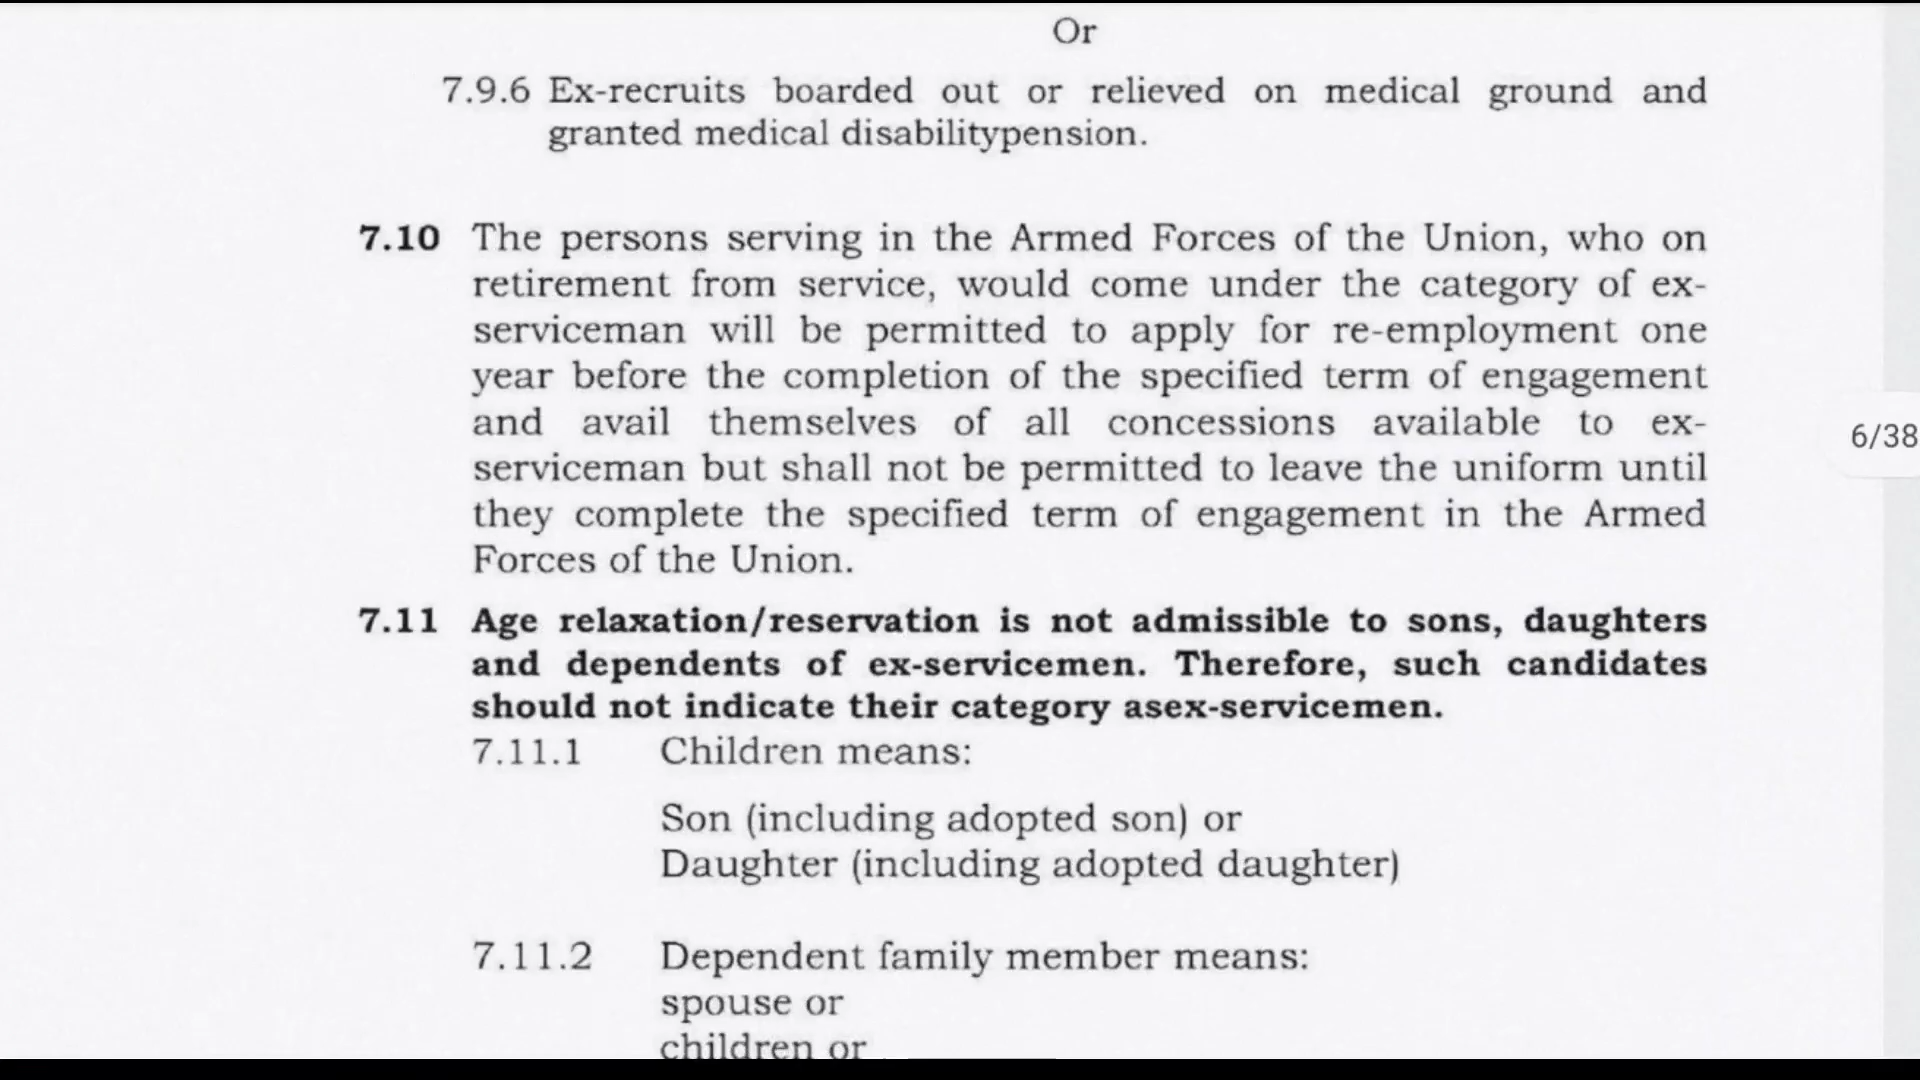 Or
7.9.6 Ex-recruits boarded out or relieved on medical ground and
granted medical disabilitypension.
7.10 The persons serving in the Armed Forces of the Union, who on
retirement from service, would come under the category of ex-
serviceman will be permitted to apply for re-employment one
year before the completion of the specified term of engagement
and avail themselves of all concessions available to ex-
serviceman but shall not be permitted to leave the uniform until
they complete the specified term of engagement in the Armed
Forces of the Union.
6/38
7.11 Age relaxation/reservation is not admissible to sons, daughters
and dependents of ex-servicemen. Therefore, such candidates
should not indicate their category asex-servicemen.
7.11.1 Children means:
Son (including adopted son) or
Daughter (including adopted daughter)
7.11.2 Dependent family member means:
spouse or
children or